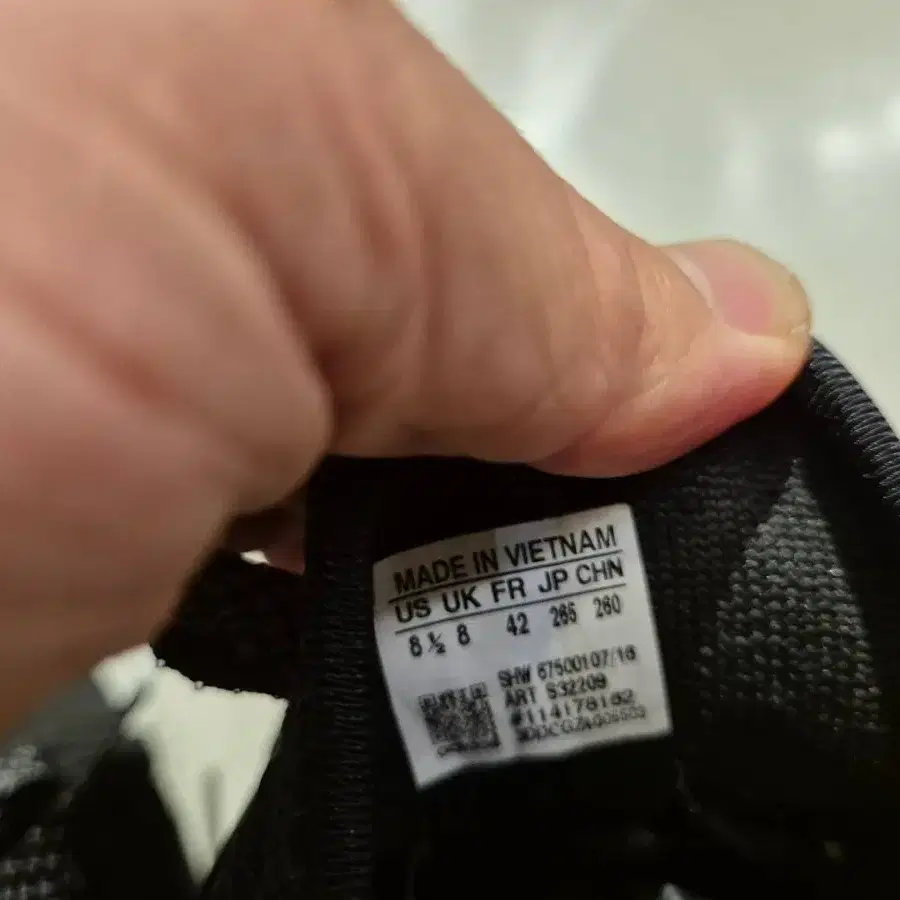 MADE IN VIETNAM
US UK FR JP CHN
8 ½ 8 42 265 260
SHW 67500107/16
ART S32209
#114178182